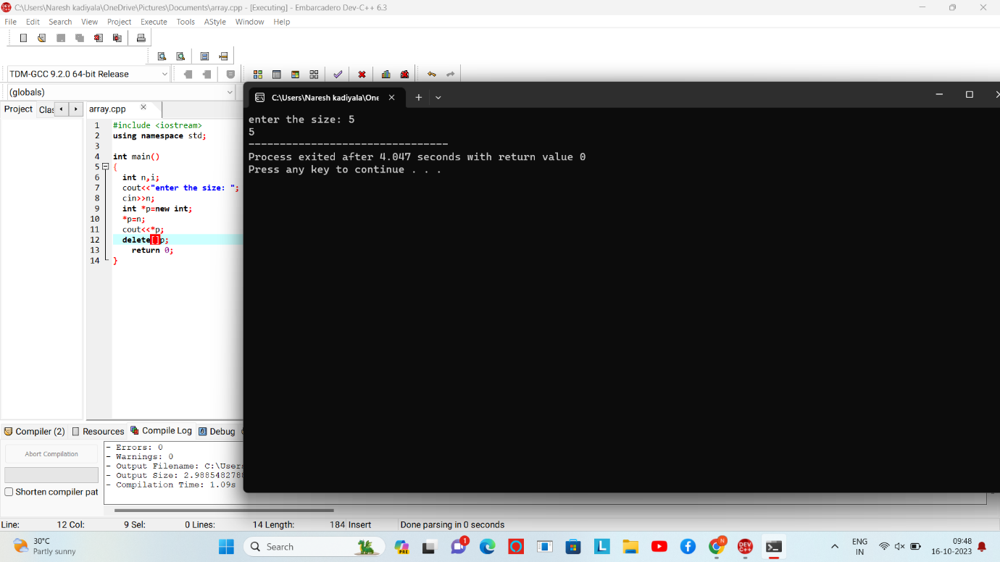 C:\Users\Naresh kadiyala\OneDrive\Pictures\Documents\array.cpp - [Executing] - Embarcadero Dev-C++ 6.3
File Edit Search View Project Execute Tools AStyle Window Help
TDM-GCC 9.2.0 64-bit Release
(globals)
Project Clas array.cpp
1 #include <iostream>
2 using namespace std;
3
4 int main()
5 {
6 int n,i;
7 cout<<"enter the size: ";
8 cin>>n;
9 int *p=new int;
10 *p=n;
11 cout<<*p;
12 delete[]p;
13 return 0;
14 }
C:\Users\Naresh kadiyala\One
enter the size: 5
5
--------------------------------
Process exited after 4.047 seconds with return value 0
Press any key to continue . . .
Compiler (2) Resources Compile Log Debug
Abort Compilation
Shorten compiler pat
- Errors: 0
- Warnings: 0
- Output Filename: C:\Users
- Output Size: 2.988548278
- Compilation Time: 1.09s
Line: 12 Col: 9 Sel: 0 Lines: 14 Length: 184 Insert Done parsing in 0 seconds
30°C
Partly sunny
Search
PRE
1
N
DEV C++
ENG
IN
09:48
16-10-2023